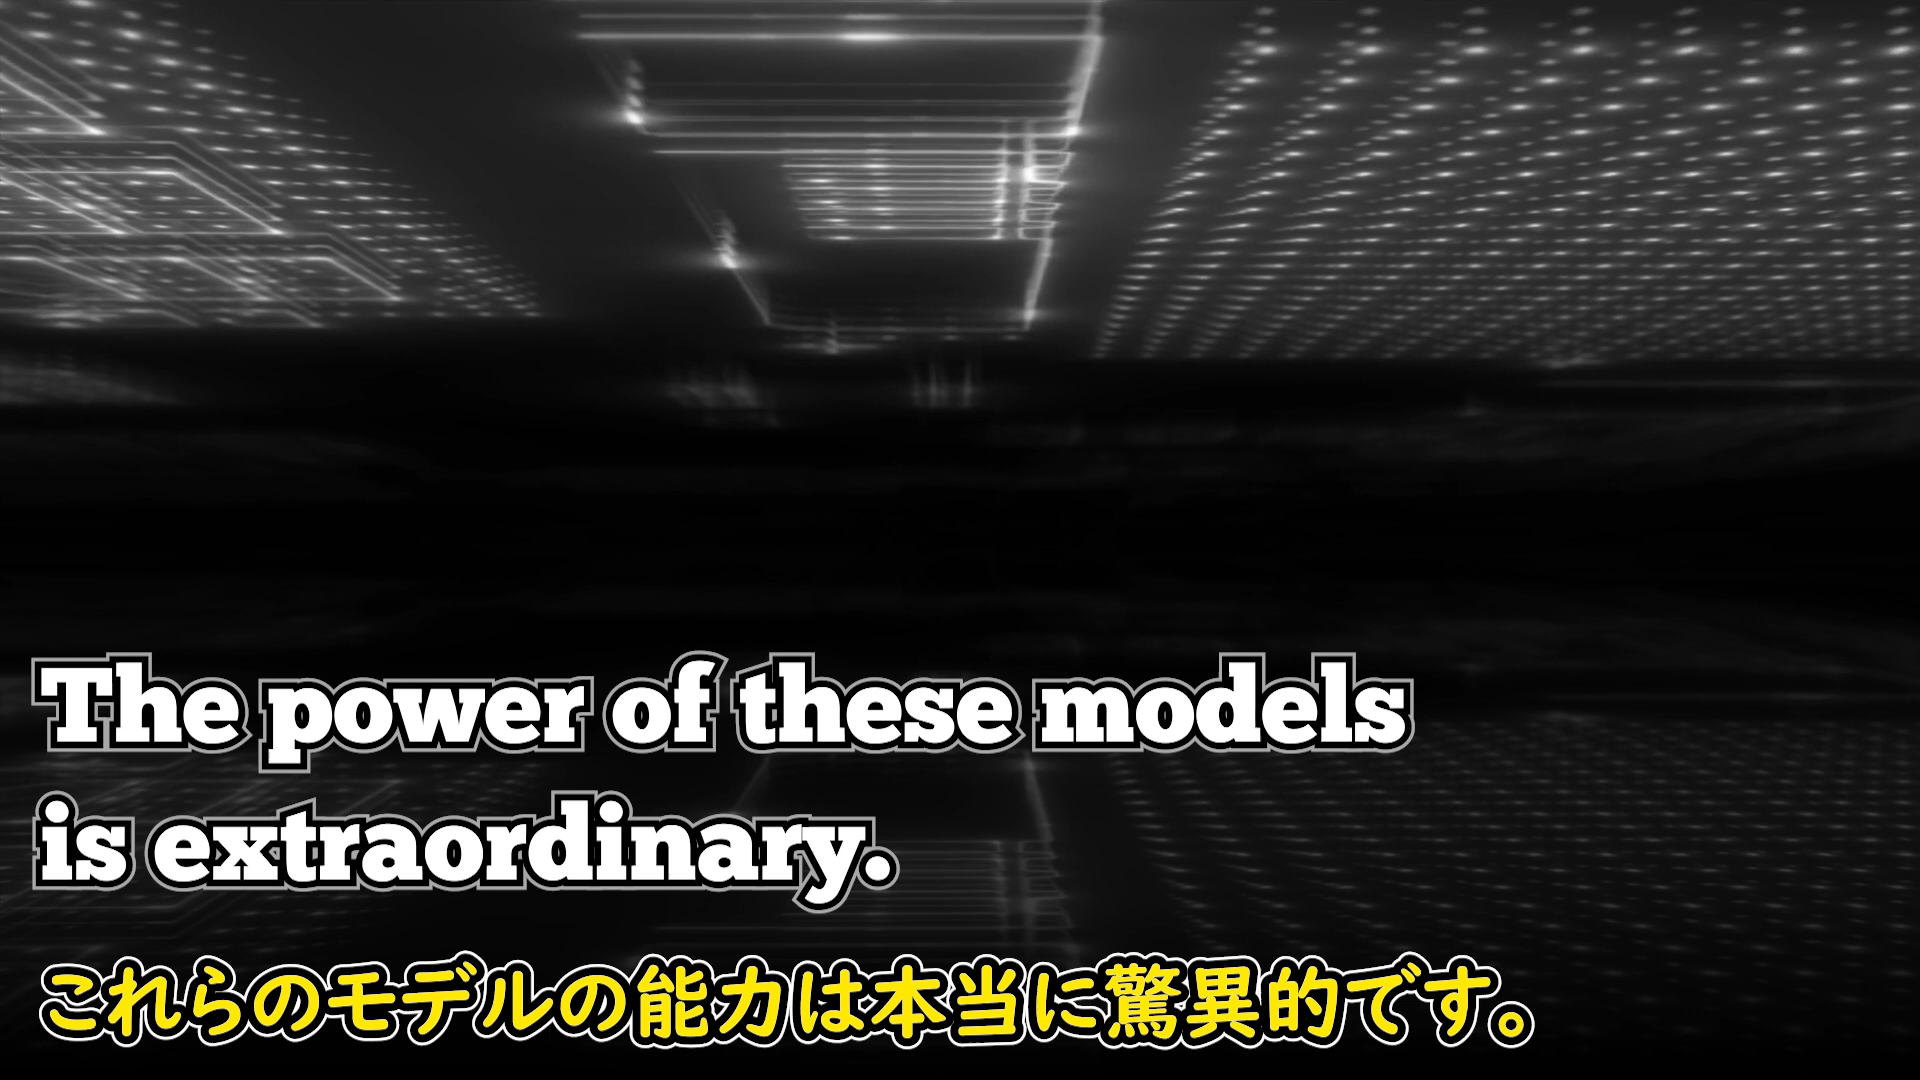 The power of these models
is extraordinary.
これらのモデルの能力は本当に驚異的です。